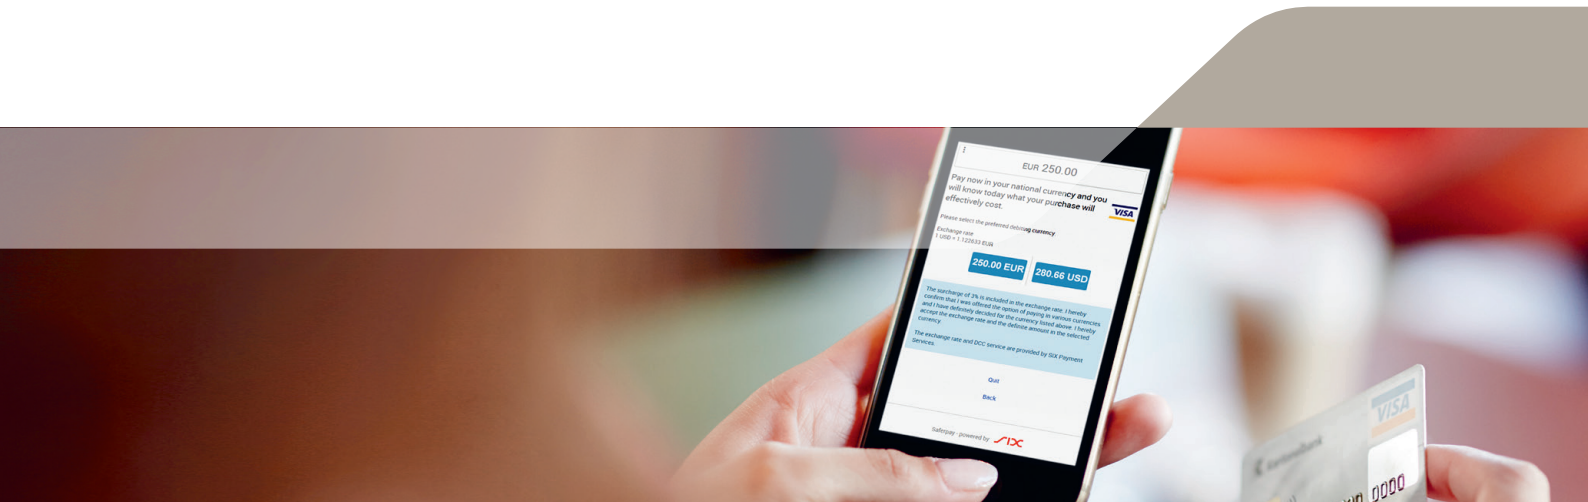 EUR 250.00
Pay now in your national currency and you
will know today what your purchase will
effectively cost.
VISA
Please select the preferred debiting currency.
Exchange rate
1 USD = 1.122633 EUR
250.00 EUR
280.66 USD
The surcharge of 3% is included in the exchange rate. I hereby
confirm that I was offered the option of paying in various currencies
and I have definitely decided for the currency listed above. I hereby
accept the exchange rate and the definite amount in the selected
currency.
The exchange rate and DCC service are provided by SIX Payment
Services.
Quit
Back
Saferpay - powered by SIX
VISA
0000